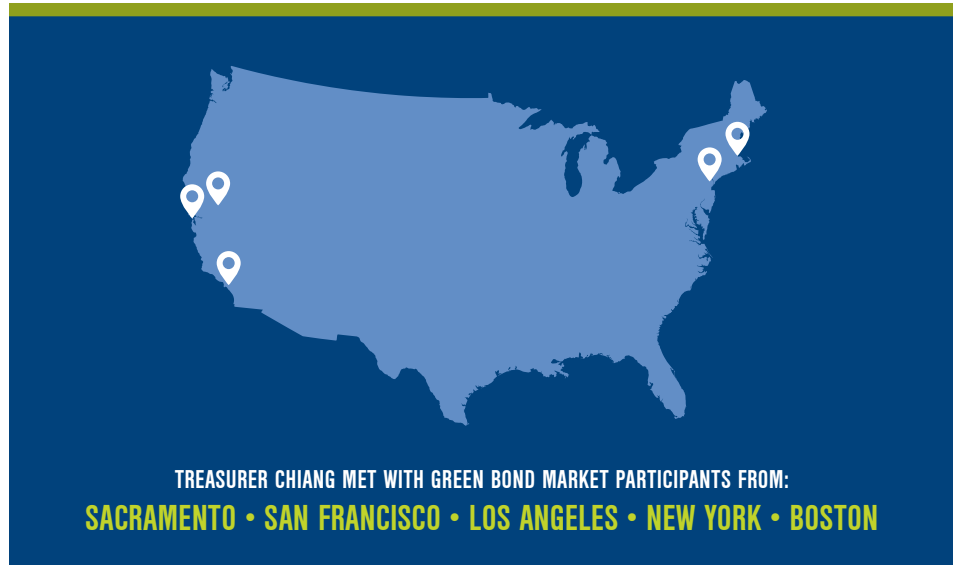 TREASURER CHIANG MET WITH GREEN BOND MARKET PARTICIPANTS FROM:
SACRAMENTO • SAN FRANCISCO • LOS ANGELES • NEW YORK • BOSTON